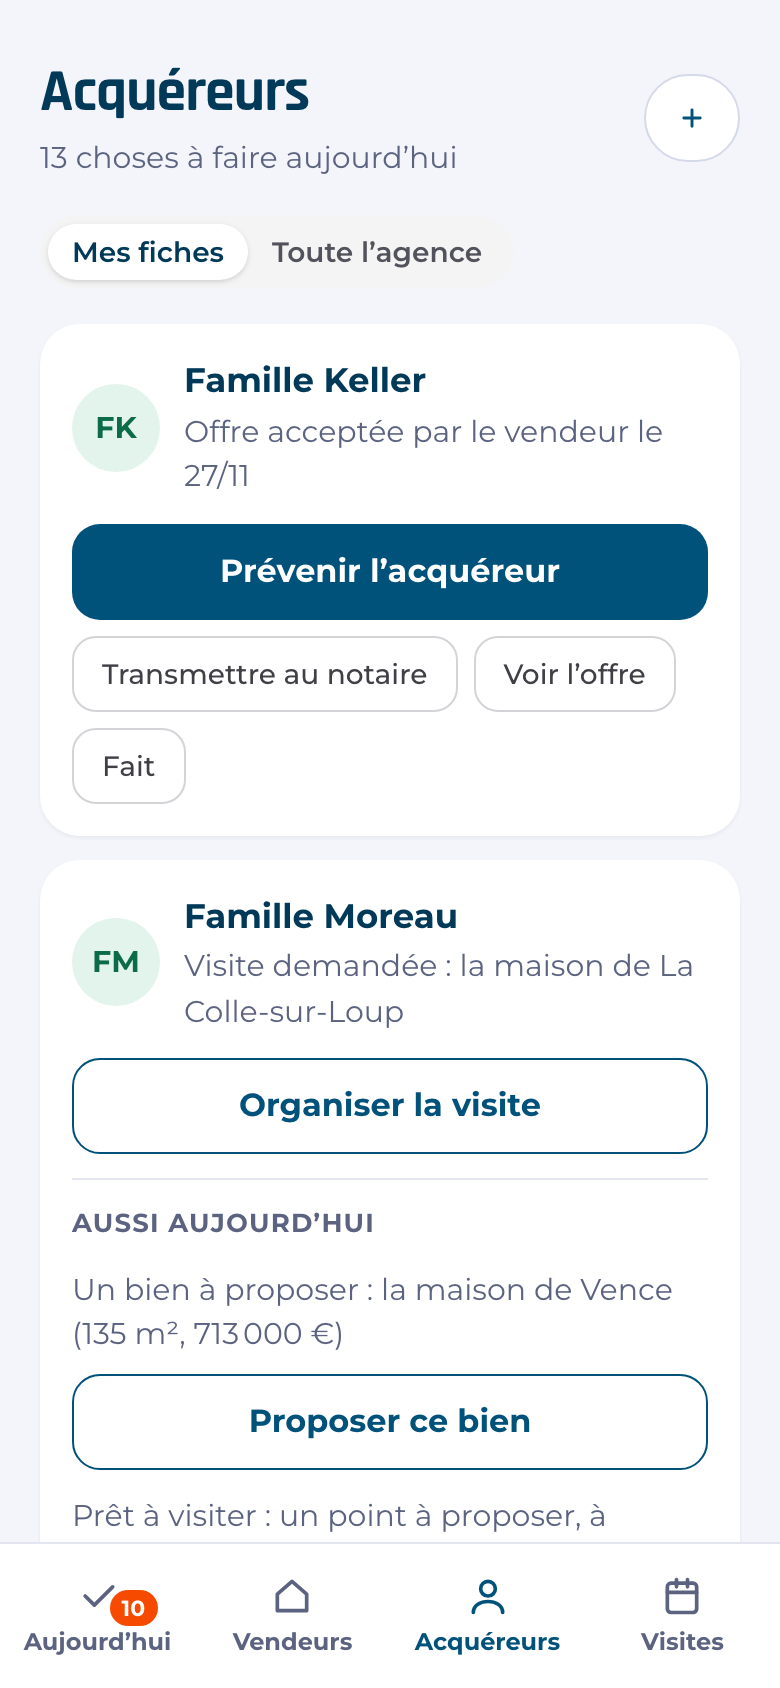 Acquéreurs
+
13 choses à faire aujourd’hui
Mes fiches
Toute l’agence
FK
Famille Keller
Offre acceptée par le vendeur le
27/11
Prévenir l’acquéreur
Transmettre au notaire
Voir l’offre
Fait
FM
Famille Moreau
Visite demandée : la maison de La
Colle-sur-Loup
Organiser la visite
AUSSI AUJOURD’HUI
Un bien à proposer : la maison de Vence
(135 m², 713 000 €)
Proposer ce bien
Prêt à visiter : un point à proposer, à
10
Aujourd’hui
Vendeurs
Acquéreurs
Visites